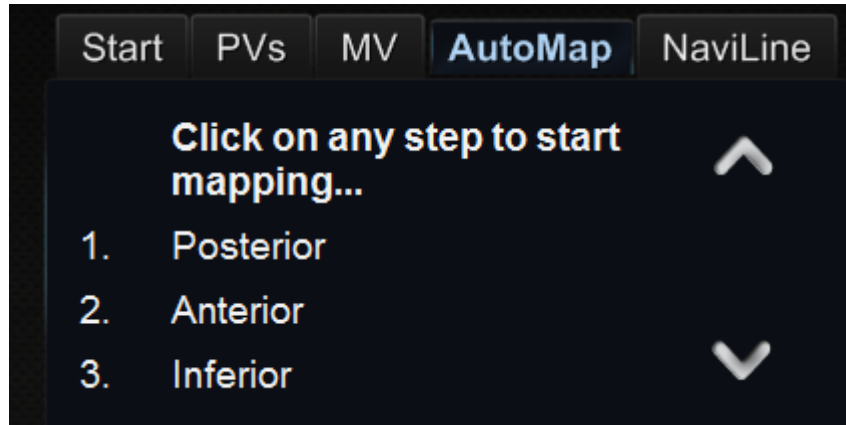 Start PVs MV AutoMap NaviLine
Click on any step to start
mapping...
1. Posterior
2. Anterior
3. Inferior